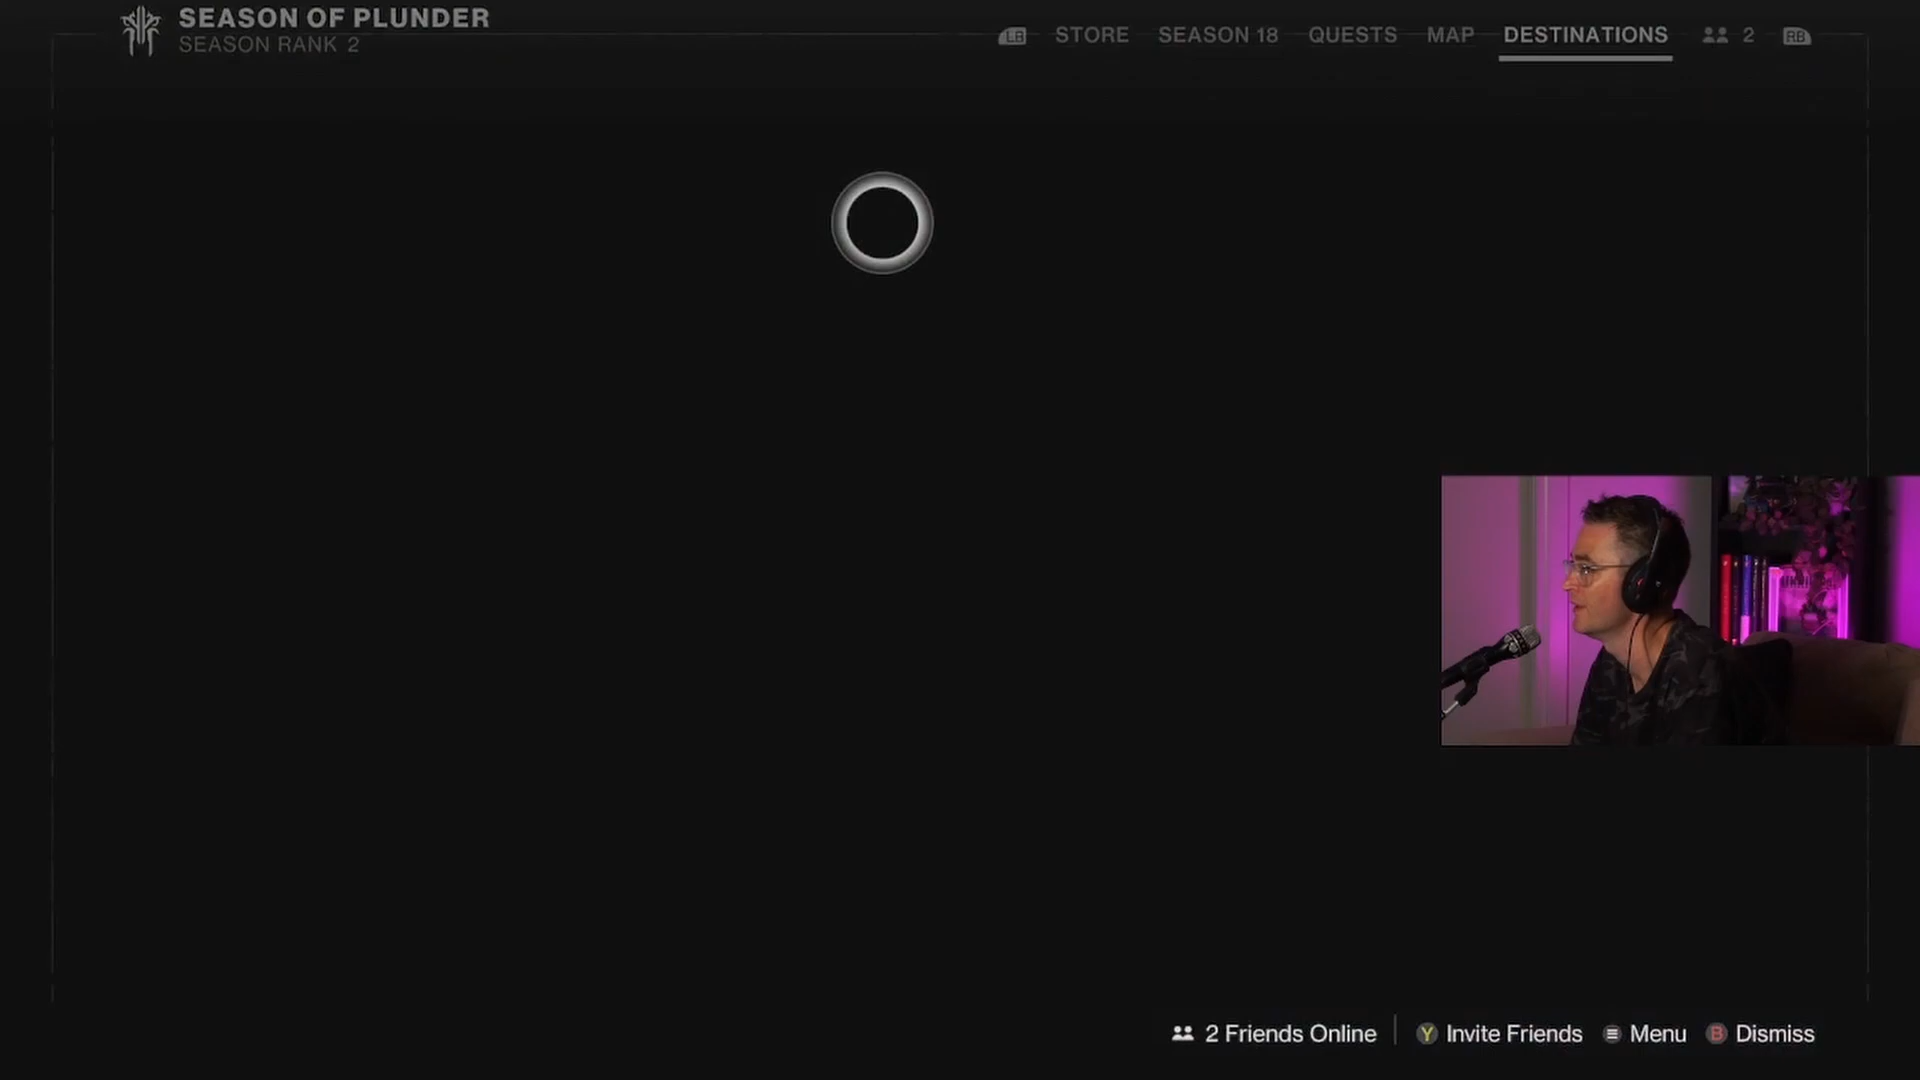 SEASON OF PLUNDER
SEASON RANK 2
LB STORE SEASON 18 QUESTS MAP DESTINATIONS 2 RB
2 Friends Online Y Invite Friends Menu B Dismiss